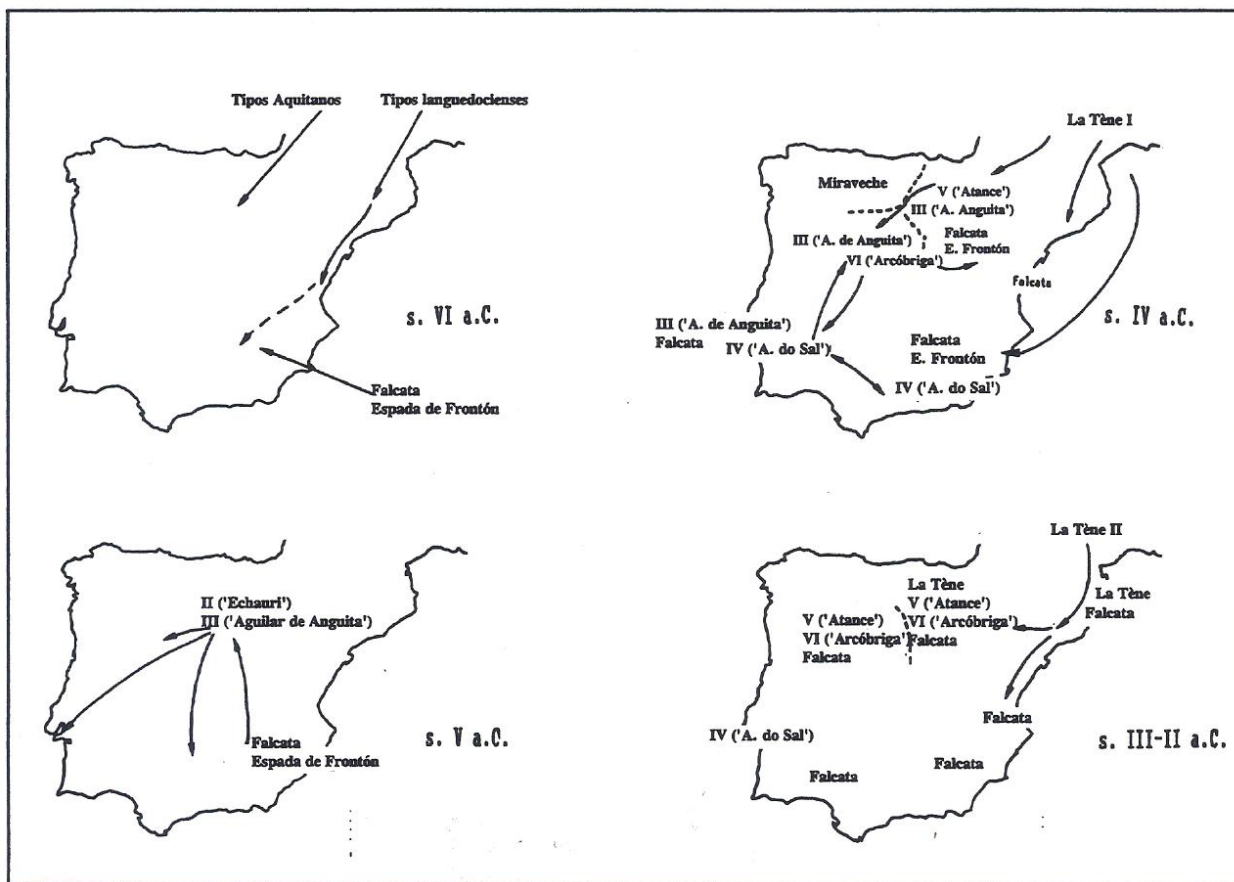 Tipos Aquitanos
Tipos languedocienses
s. VI a.C.
Falcata
Espada de Frontón
La Tène I
Miraveche
V ('Atance')
III ('A. Anguita')
III ('A. de Anguita')
Falcata
E. Frontón
VI ('Arcóbriga')
Falcata
s. IV a.C.
III ('A. de Anguita')
Falcata
IV ('A. do Sal')
Falcata
E. Frontón
IV ('A. do Sal')
II ('Echauri')
III ('Aguilar de Anguita')
s. V a.C.
Falcata
Espada de Frontón
La Tène II
La Tène
Falcata
La Tène
V ('Atance')
VI ('Arcóbriga')
Falcata
V ('Atance')
VI ('Arcóbriga')
Falcata
Falcata
IV ('A. do Sal')
s. III-II a.C.
Falcata
Falcata